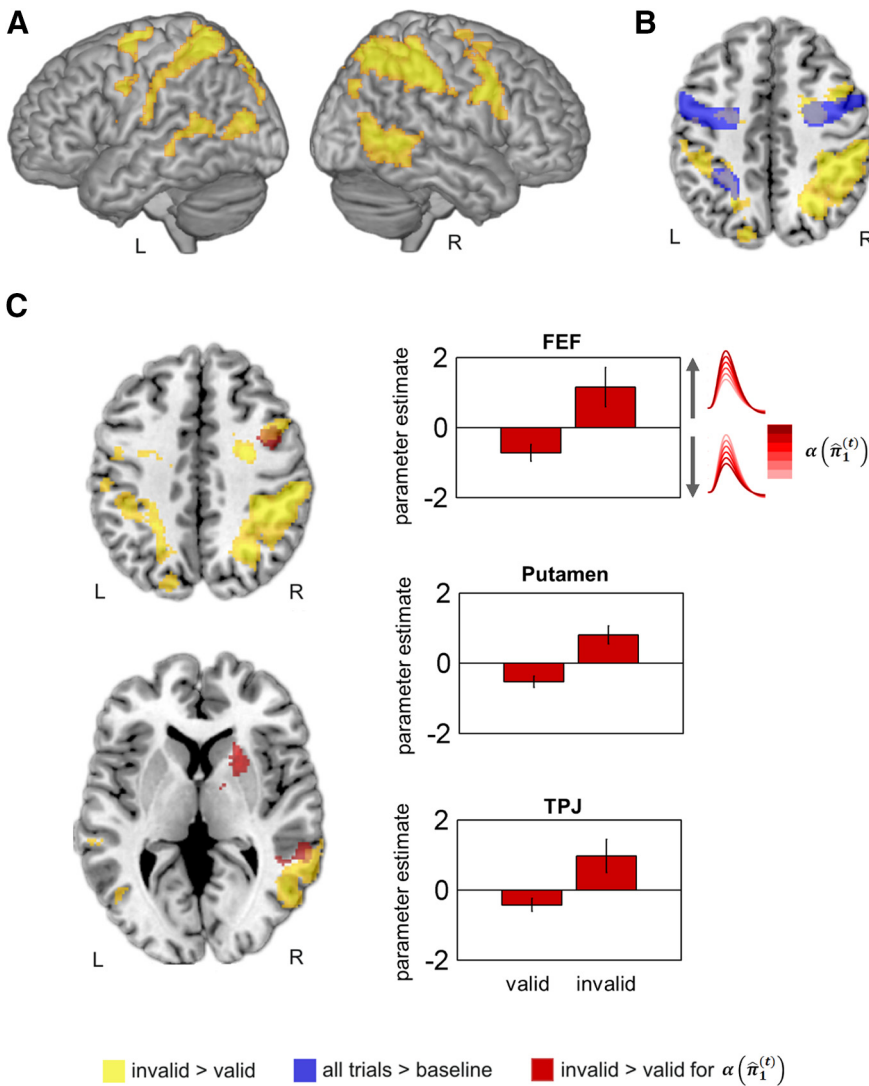 A
B
L
R
L
R
C
FEF
parameter estimate
2
0
-2
α(π̂₁⁽ᵗ⁾)
L
R
Putamen
parameter estimate
2
0
-2
TPJ
parameter estimate
2
0
-2
valid invalid
L
R
invalid > valid
all trials > baseline
invalid > valid for α(π̂₁⁽ᵗ⁾)